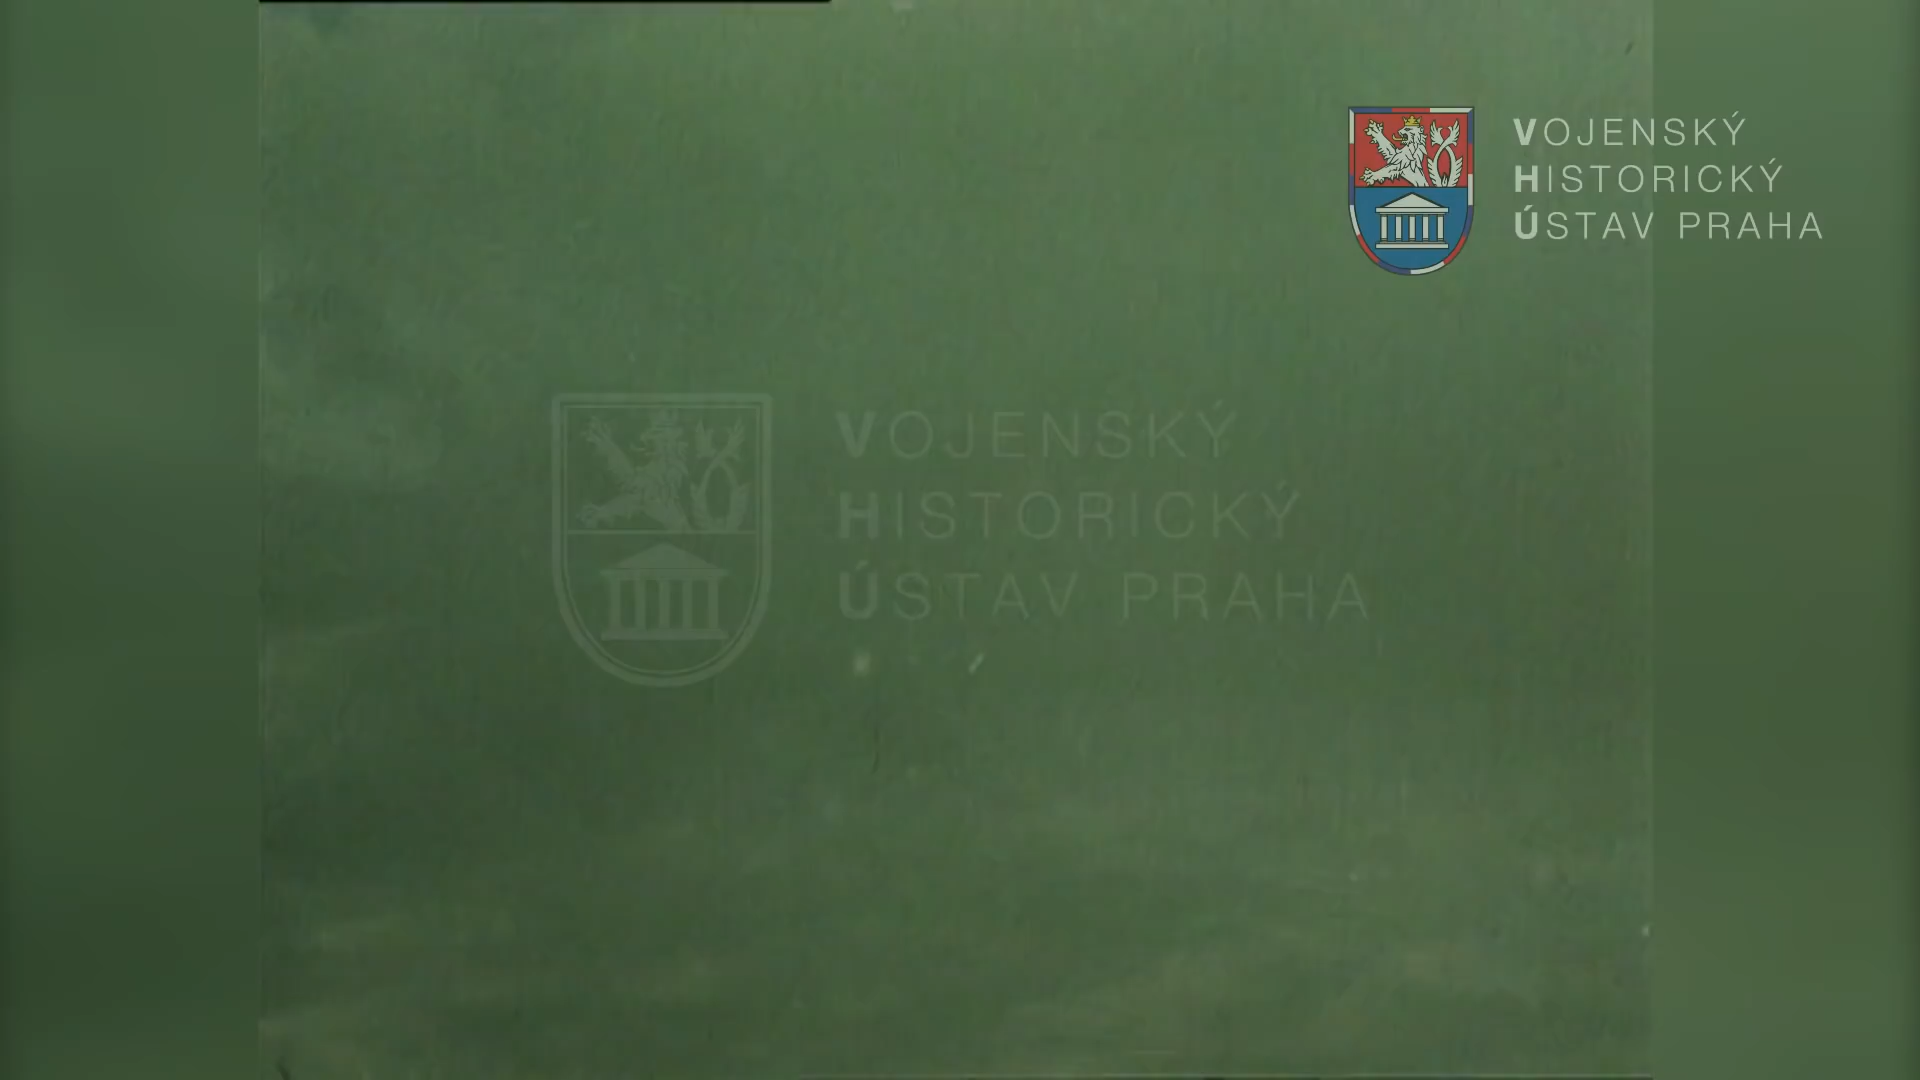 VOJENSKÝ
HISTORICKÝ
ÚSTAV PRAHA
VOJENSKÝ
HISTORICKÝ
ÚSTAV PRAHA